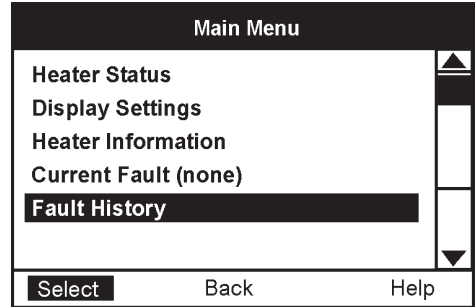 Main Menu
Heater Status
Display Settings
Heater Information
Current Fault (none)
Fault History
Select Back Help